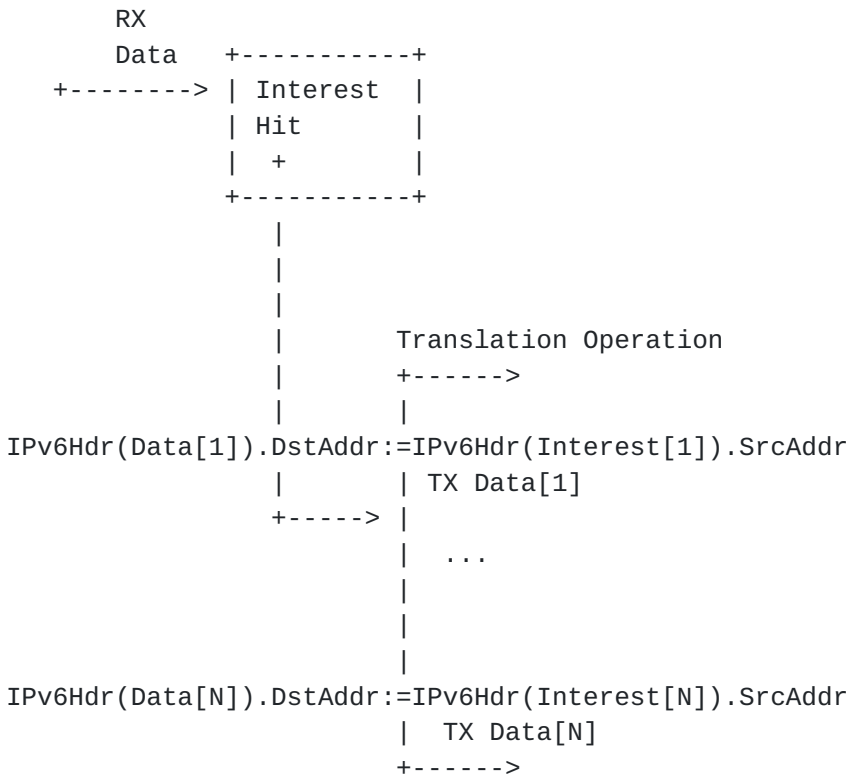 RX
Data
Interest
Hit
+
Translation Operation
IPv6Hdr(Data[1]).DstAddr:=IPv6Hdr(Interest[1]).SrcAddr
TX Data[1]
...
IPv6Hdr(Data[N]).DstAddr:=IPv6Hdr(Interest[N]).SrcAddr
TX Data[N]